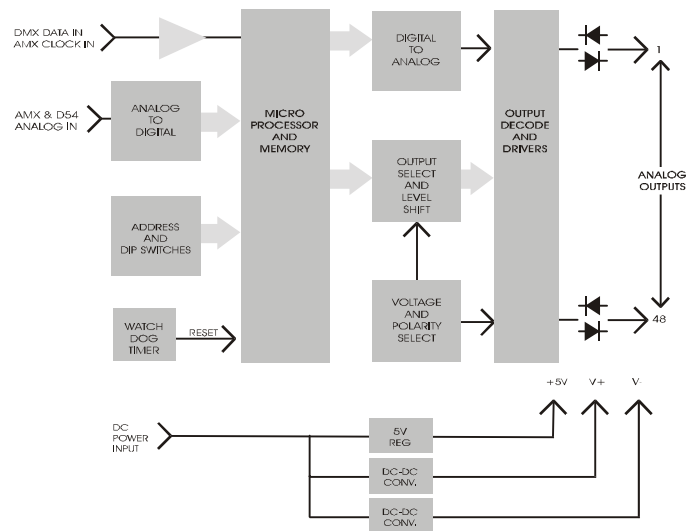 DMX DATA IN
AMX CLOCK IN
AMX & D54
ANALOG IN
ANALOG
TO
DIGITAL
ADDRESS
AND
DIP SWITCHES
WATCH
DOG
TIMER
RESET
MICRO
PROCESSOR
AND
MEMORY
DIGITAL
TO
ANALOG
OUTPUT
SELECT
AND
LEVEL
SHIFT
VOLTAGE
AND
POLARITY
SELECT
OUTPUT
DECODE
AND
DRIVERS
1
ANALOG
OUTPUTS
48
+5V
V+
V-
DC
POWER
INPUT
5V
REG
DC-DC
CONV.
DC-DC
CONV.